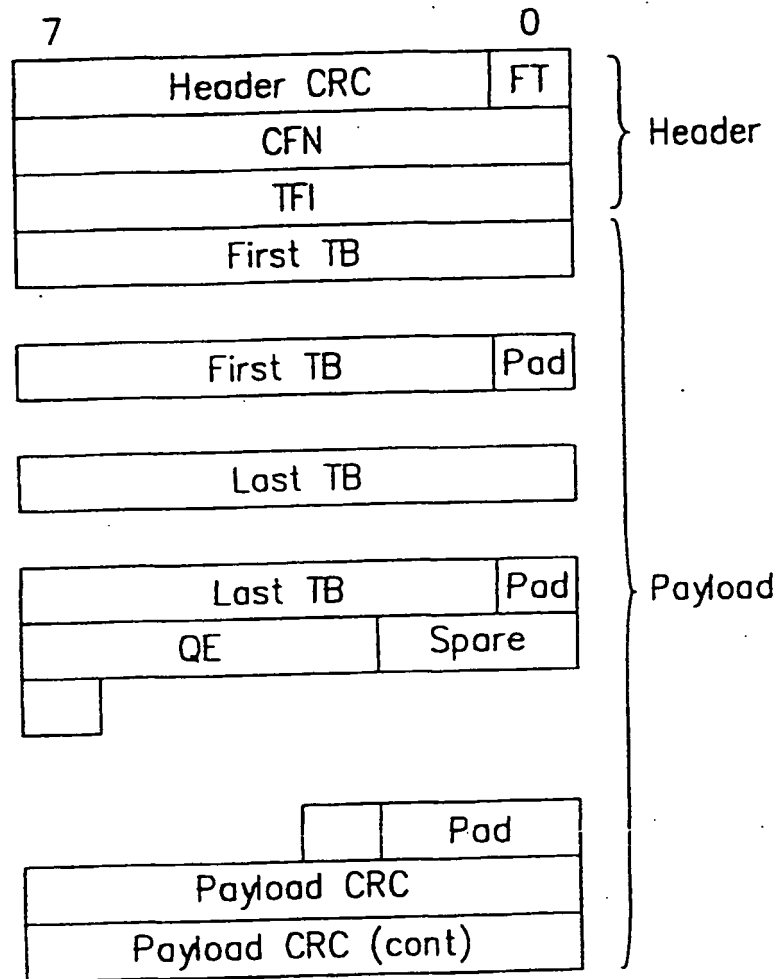 7 0
Header CRC FT
Header
CFN
TFI
First TB
First TB Pad
Last TB
Last TB Pad
Payload
QE Spare
Pad
Payload CRC
Payload CRC (cont)